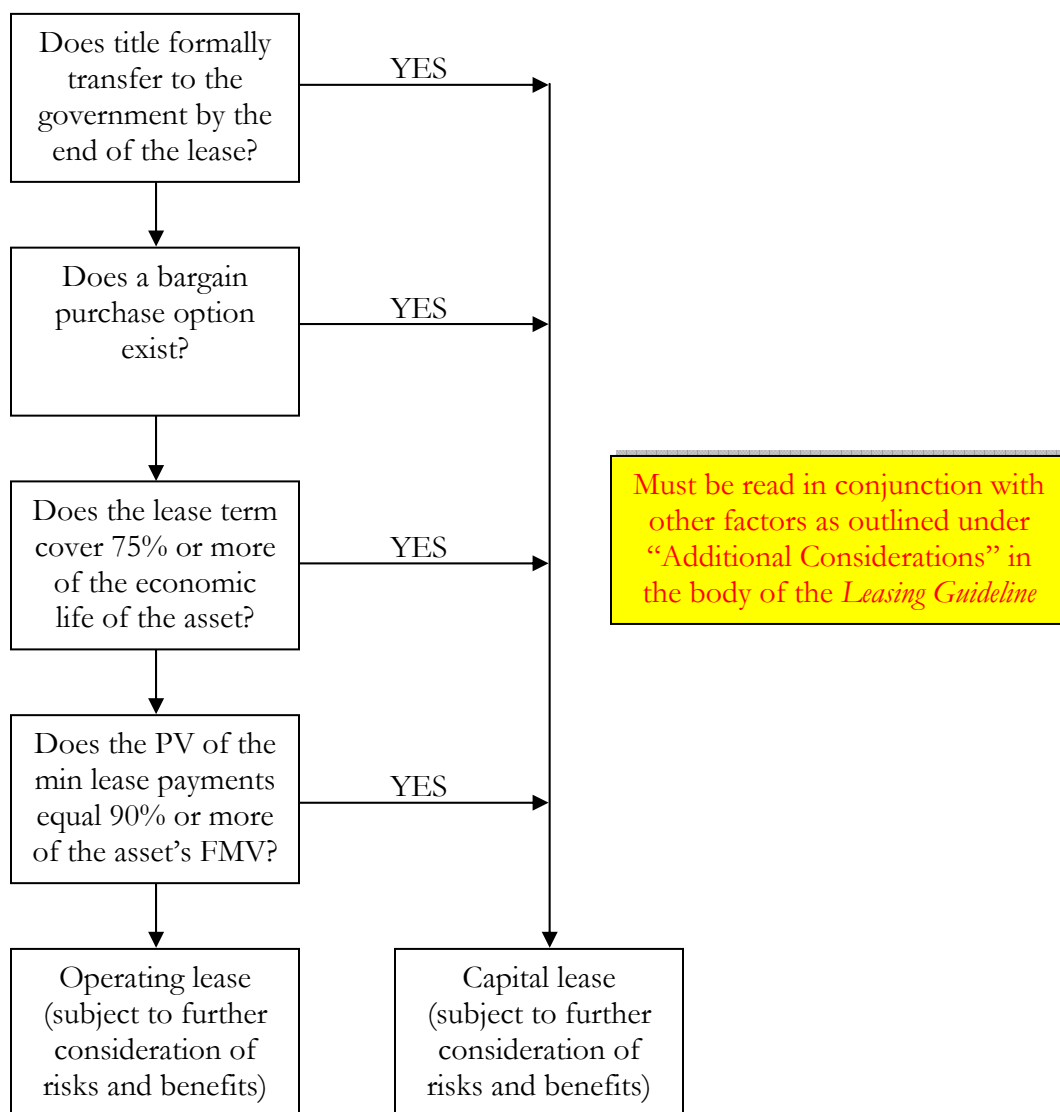 Does title formally
transfer to the
government by the
end of the lease?
YES
Does a bargain
purchase option
exist?
YES
Does the lease term
cover 75% or more
of the economic
life of the asset?
YES
Must be read in conjunction with
other factors as outlined under
“Additional Considerations” in
the body of the Leasing Guideline
Does the PV of the
min lease payments
equal 90% or more
of the asset’s FMV?
YES
Operating lease
(subject to further
consideration of
risks and benefits)
Capital lease
(subject to further
consideration of
risks and benefits)